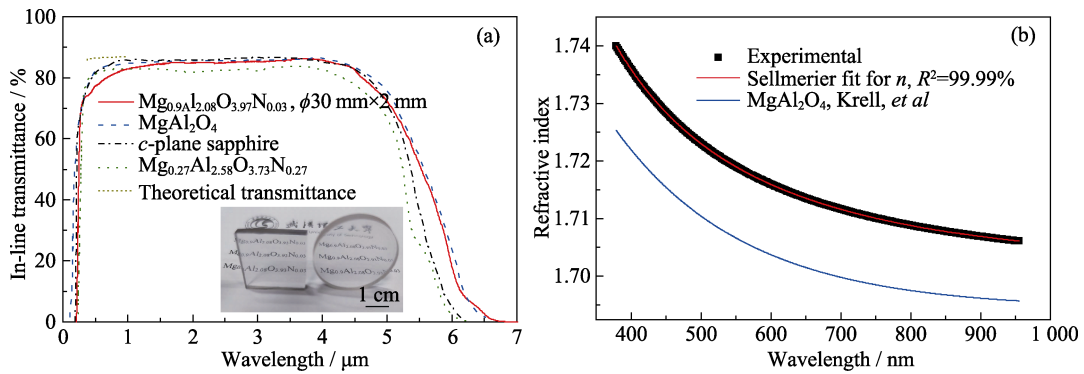 (a)
100
80
60
40
20
0
In-line transmittance / %
Mg0.9Al2.08O3.97N0.03, ϕ30 mm×2 mm
MgAl2O4
c-plane sapphire
Mg0.27Al2.58O3.73N0.27
Theoretical transmittance
1 cm
0 1 2 3 4 5 6 7
Wavelength / μm
(b)
1.74
1.73
1.72
1.71
1.70
Refractive index
Experimental
Sellmerier fit for n, R²=99.99%
MgAl2O4, Krell, et al
400 500 600 700 800 900 1 000
Wavelength / nm